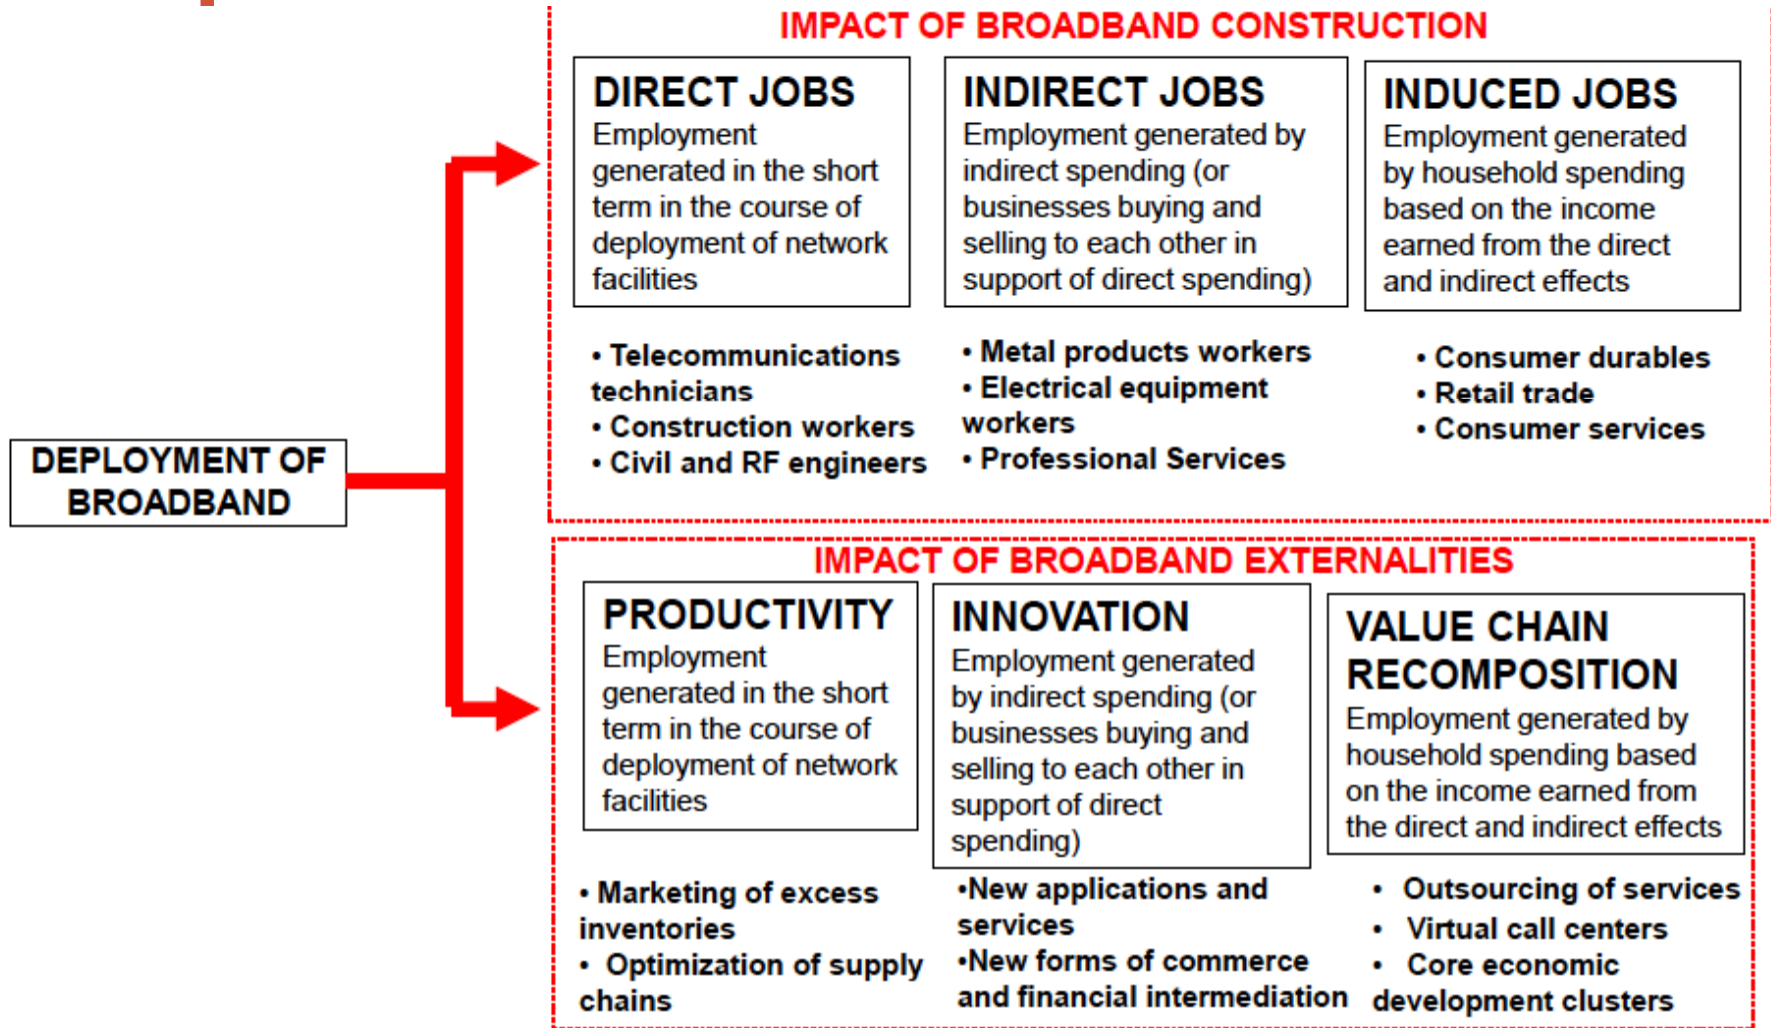 IMPACT OF BROADBAND CONSTRUCTION
DIRECT JOBS
Employment
generated in the short
term in the course of
deployment of network
facilities
• Telecommunications
technicians
• Construction workers
• Civil and RF engineers
INDIRECT JOBS
Employment generated by
indirect spending (or
businesses buying and
selling to each other in
support of direct spending)
• Metal products workers
• Electrical equipment
workers
• Professional Services
INDUCED JOBS
Employment generated
by household spending
based on the income
earned from the direct
and indirect effects
• Consumer durables
• Retail trade
• Consumer services
DEPLOYMENT OF
BROADBAND
IMPACT OF BROADBAND EXTERNALITIES
PRODUCTIVITY
Employment
generated in the short
term in the course of
deployment of network
facilities
• Marketing of excess
inventories
• Optimization of supply
chains
INNOVATION
Employment generated
by indirect spending (or
businesses buying and
selling to each other in
support of direct
spending)
•New applications and
services
•New forms of commerce
and financial intermediation
VALUE CHAIN
RECOMPOSITION
Employment generated by
household spending based
on the income earned from
the direct and indirect effects
• Outsourcing of services
• Virtual call centers
• Core economic
development clusters